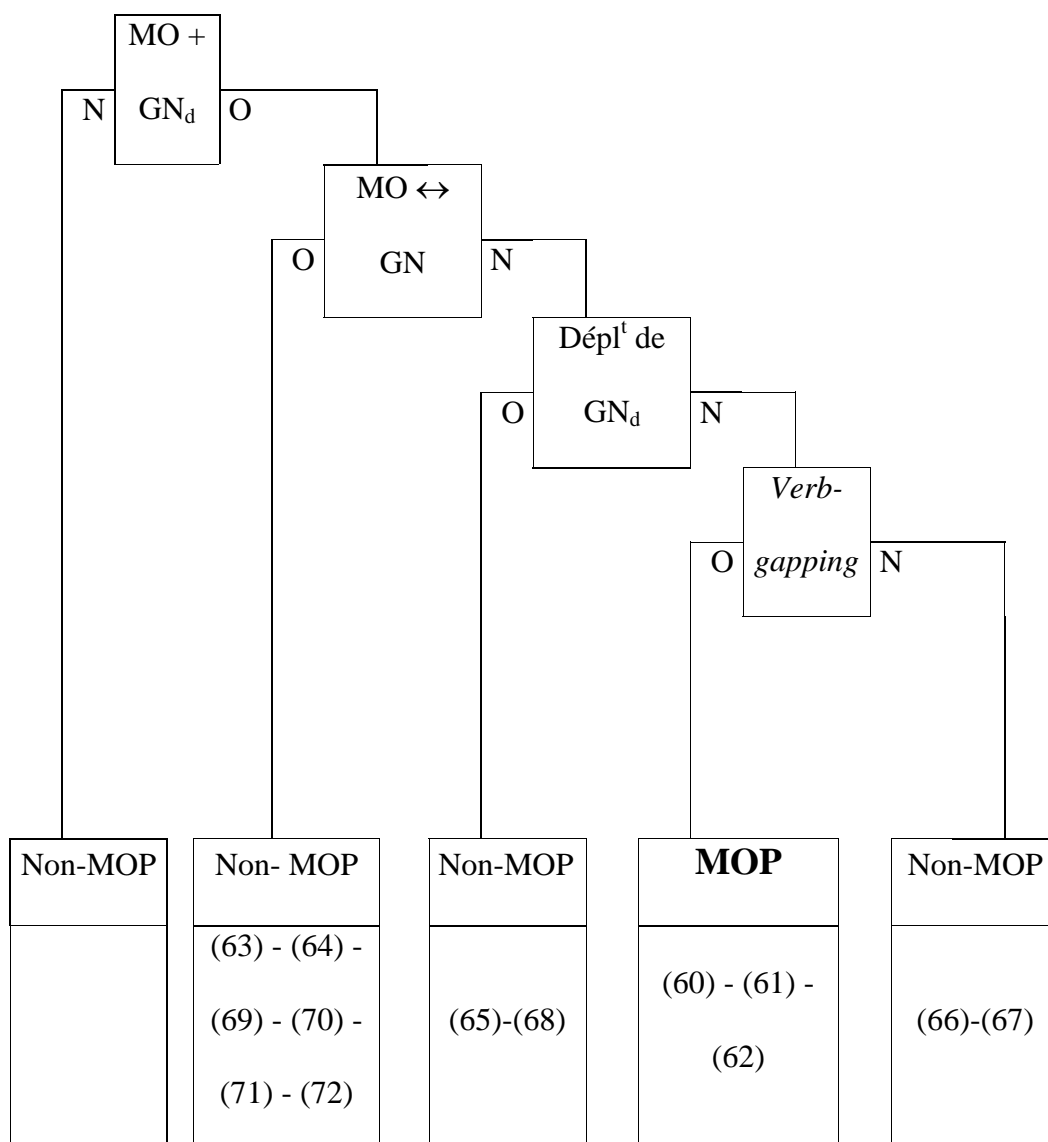 MO +
GNd
N
O
MO ↔
GN
O
N
Déplt de
GNd
O
N
Verb-
gapping
O
N
Non-MOP
Non- MOP
(63) - (64) -
(69) - (70) -
(71) - (72)
Non-MOP
(65)-(68)
MOP
(60) - (61) -
(62)
Non-MOP
(66)-(67)